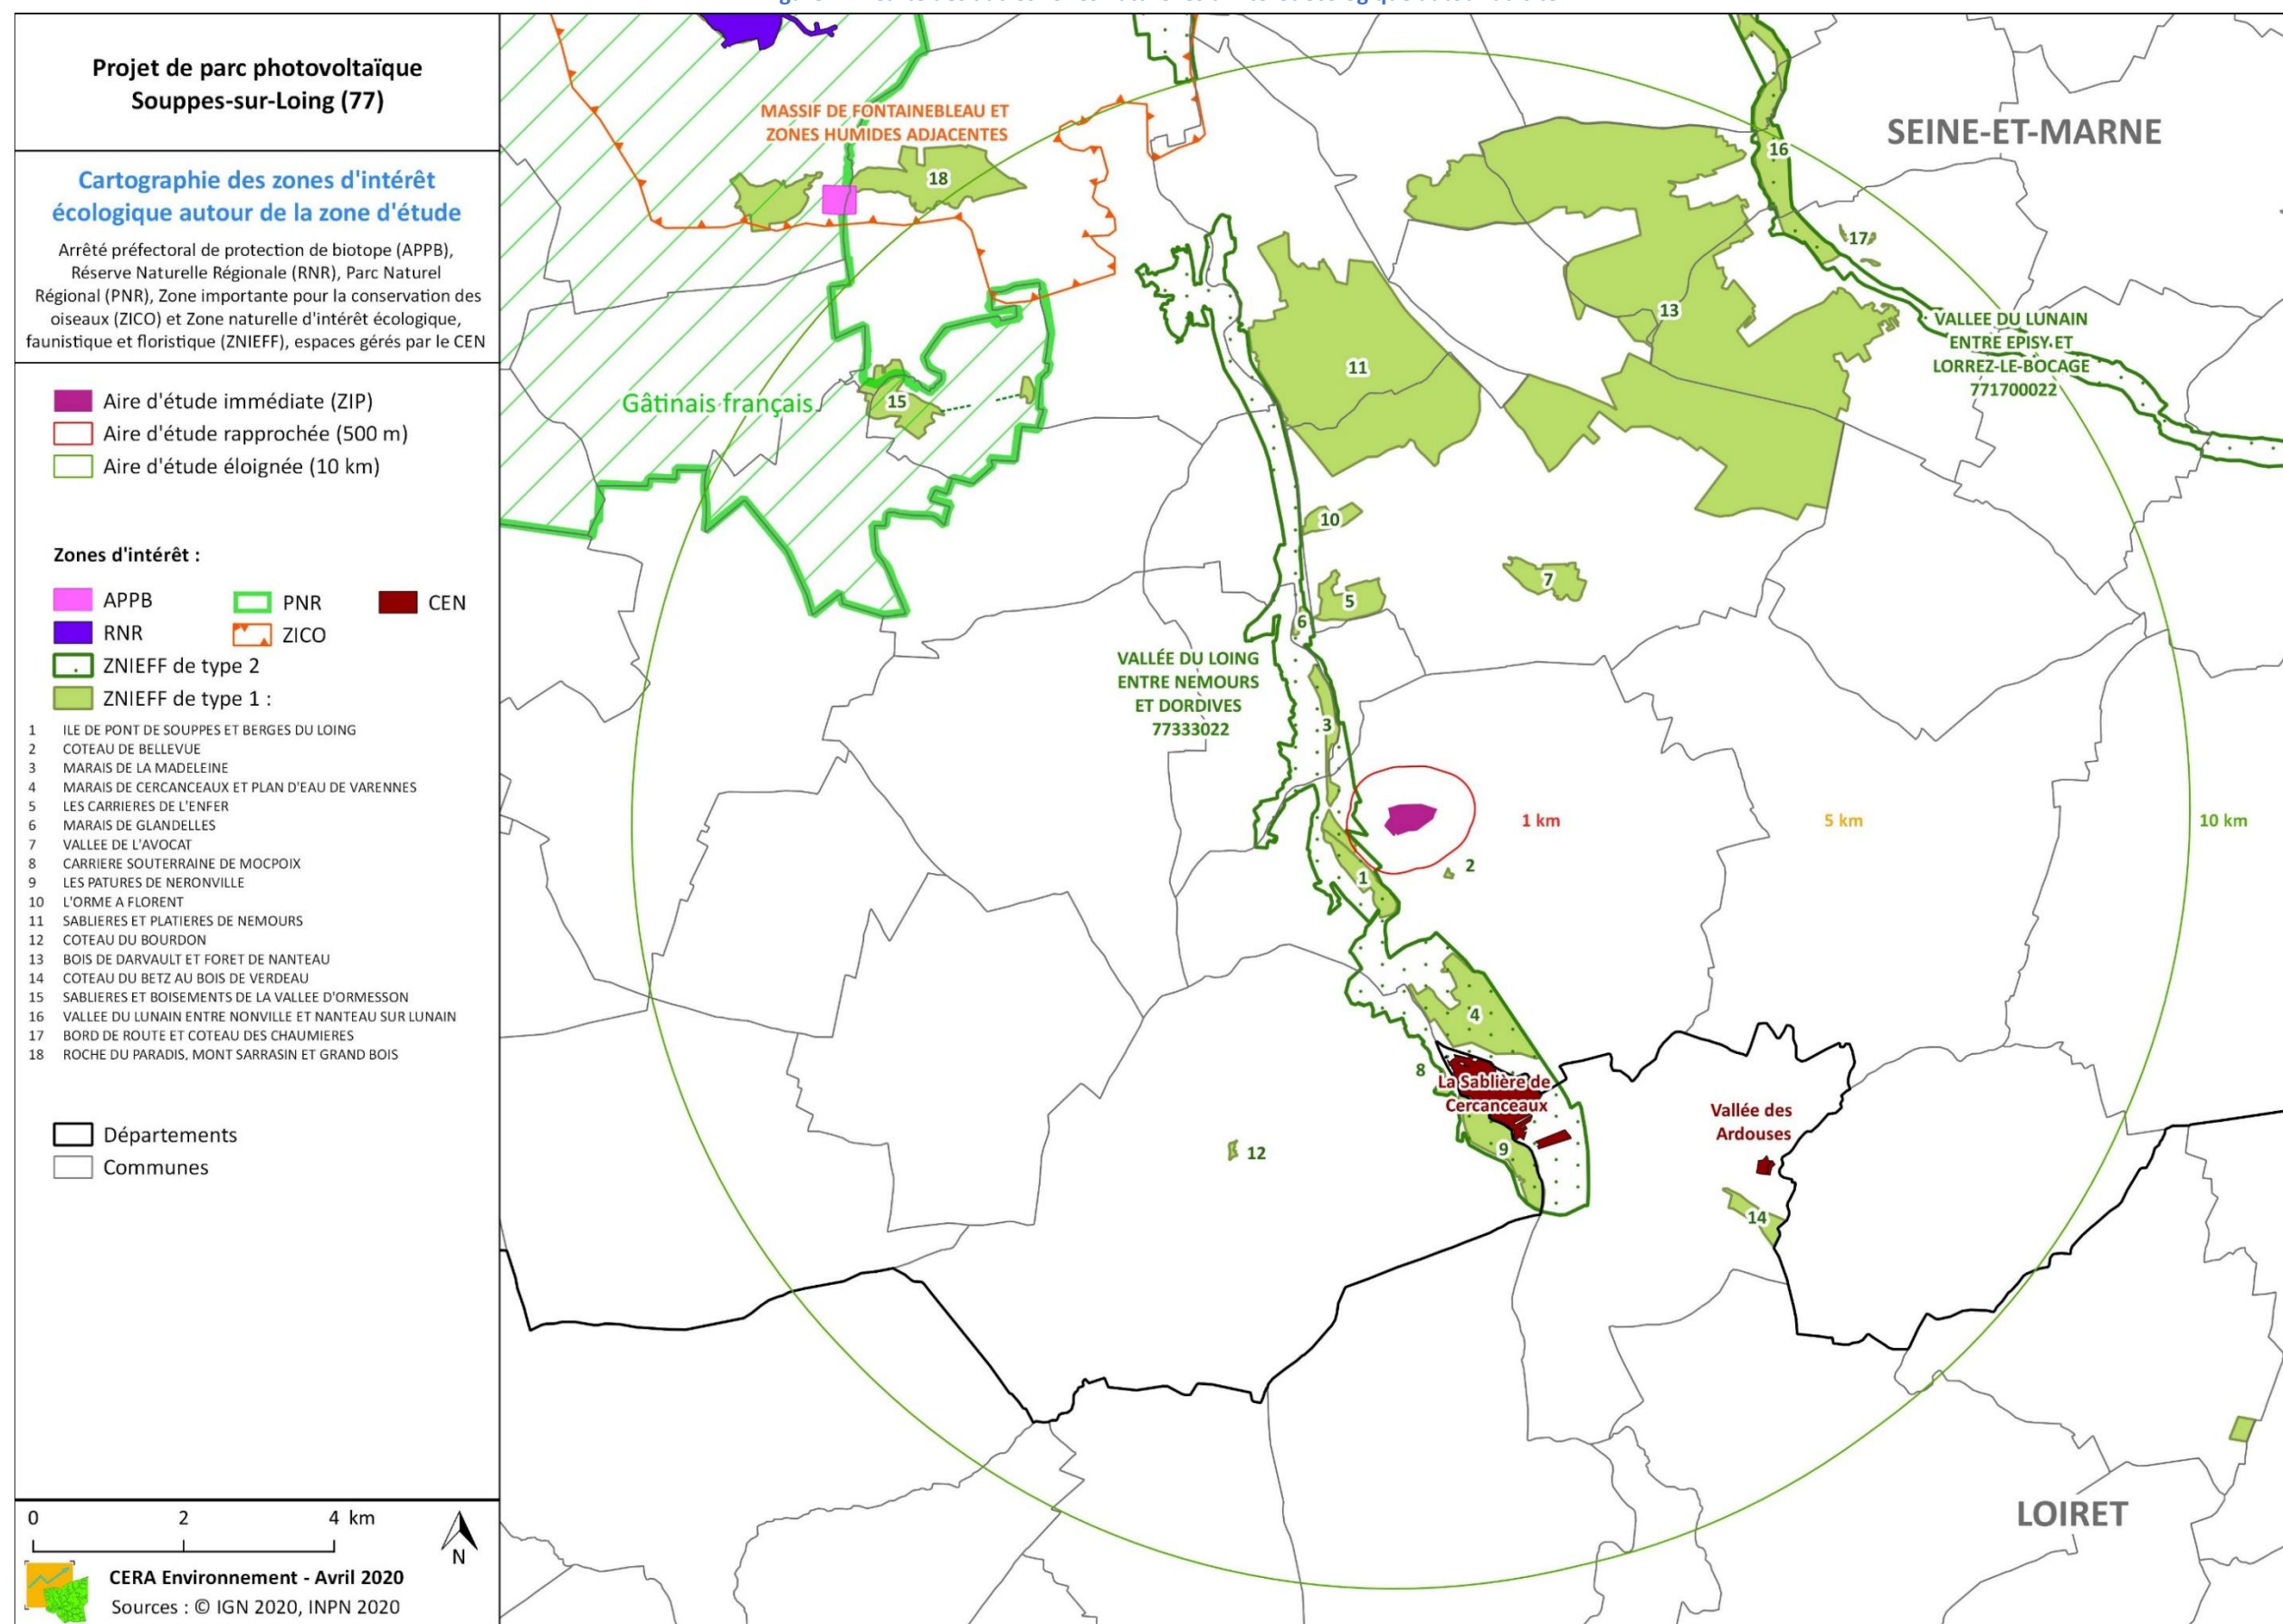 Projet de parc photovoltaïque
Souppes-sur-Loing (77)
Cartographie des zones d'intérêt
écologique autour de la zone d'étude
Arrêté préfectoral de protection de biotope (APPB),
Réserve Naturelle Régionale (RNR), Parc Naturel
Régional (PNR), Zone importante pour la conservation des
oiseaux (ZICO) et Zone naturelle d'intérêt écologique,
faunistique et floristique (ZNIEFF), espaces gérés par le CEN
Aire d'étude immédiate (ZIP)
Aire d'étude rapprochée (500 m)
Aire d'étude éloignée (10 km)
Zones d'intérêt :
APPB
PNR
CEN
RNR
ZICO
ZNIEFF de type 2
ZNIEFF de type 1 :
1 ILE DE PONT DE SOUPPES ET BERGES DU LOING
2 COTEAU DE BELLEVUE
3 MARAIS DE LA MADELEINE
4 MARAIS DE CERCANCEAUX ET PLAN D'EAU DE VARENNES
5 LES CARRIERES DE L'ENFER
6 MARAIS DE GLANDELLES
7 VALLEE DE L'AVOCAT
8 CARRIERE SOUTERRAINE DE MOCPOIX
9 LES PATURES DE NERONVILLE
10 L'ORME A FLORENT
11 SABLIERES ET PLATIERES DE NEMOURS
12 COTEAU DU BOURDON
13 BOIS DE DARVAULT ET FORET DE NANTEAU
14 COTEAU DU BETZ AU BOIS DE VERDEAU
15 SABLIERES ET BOISEMENTS DE LA VALLEE D'ORMESSON
16 VALLEE DU LUNAIN ENTRE NONVILLE ET NANTEAU SUR LUNAIN
17 BORD DE ROUTE ET COTEAU DES CHAUMIERES
18 ROCHE DU PARADIS, MONT SARRASIN ET GRAND BOIS
Départements
Communes
0 2 4 km
N
CERA Environnement - Avril 2020
Sources : © IGN 2020, INPN 2020
MASSIF DE FONTAINEBLEAU ET
ZONES HUMIDES ADJACENTES
SEINE-ET-MARNE
16
18
17
13
VALLEE DU LUNAIN
ENTRE EPISY ET
LORREZ-LE-BOCAGE
771700022
11
Gâtinais français
15
10
7
5
6
VALLÉE DU LOING
ENTRE NEMOURS
ET DORDIVES
77333022
3
1 km
5 km
10 km
2
1
4
8
La Sablière de
Cercanceaux
Vallée des
Ardouses
9
12
14
LOIRET